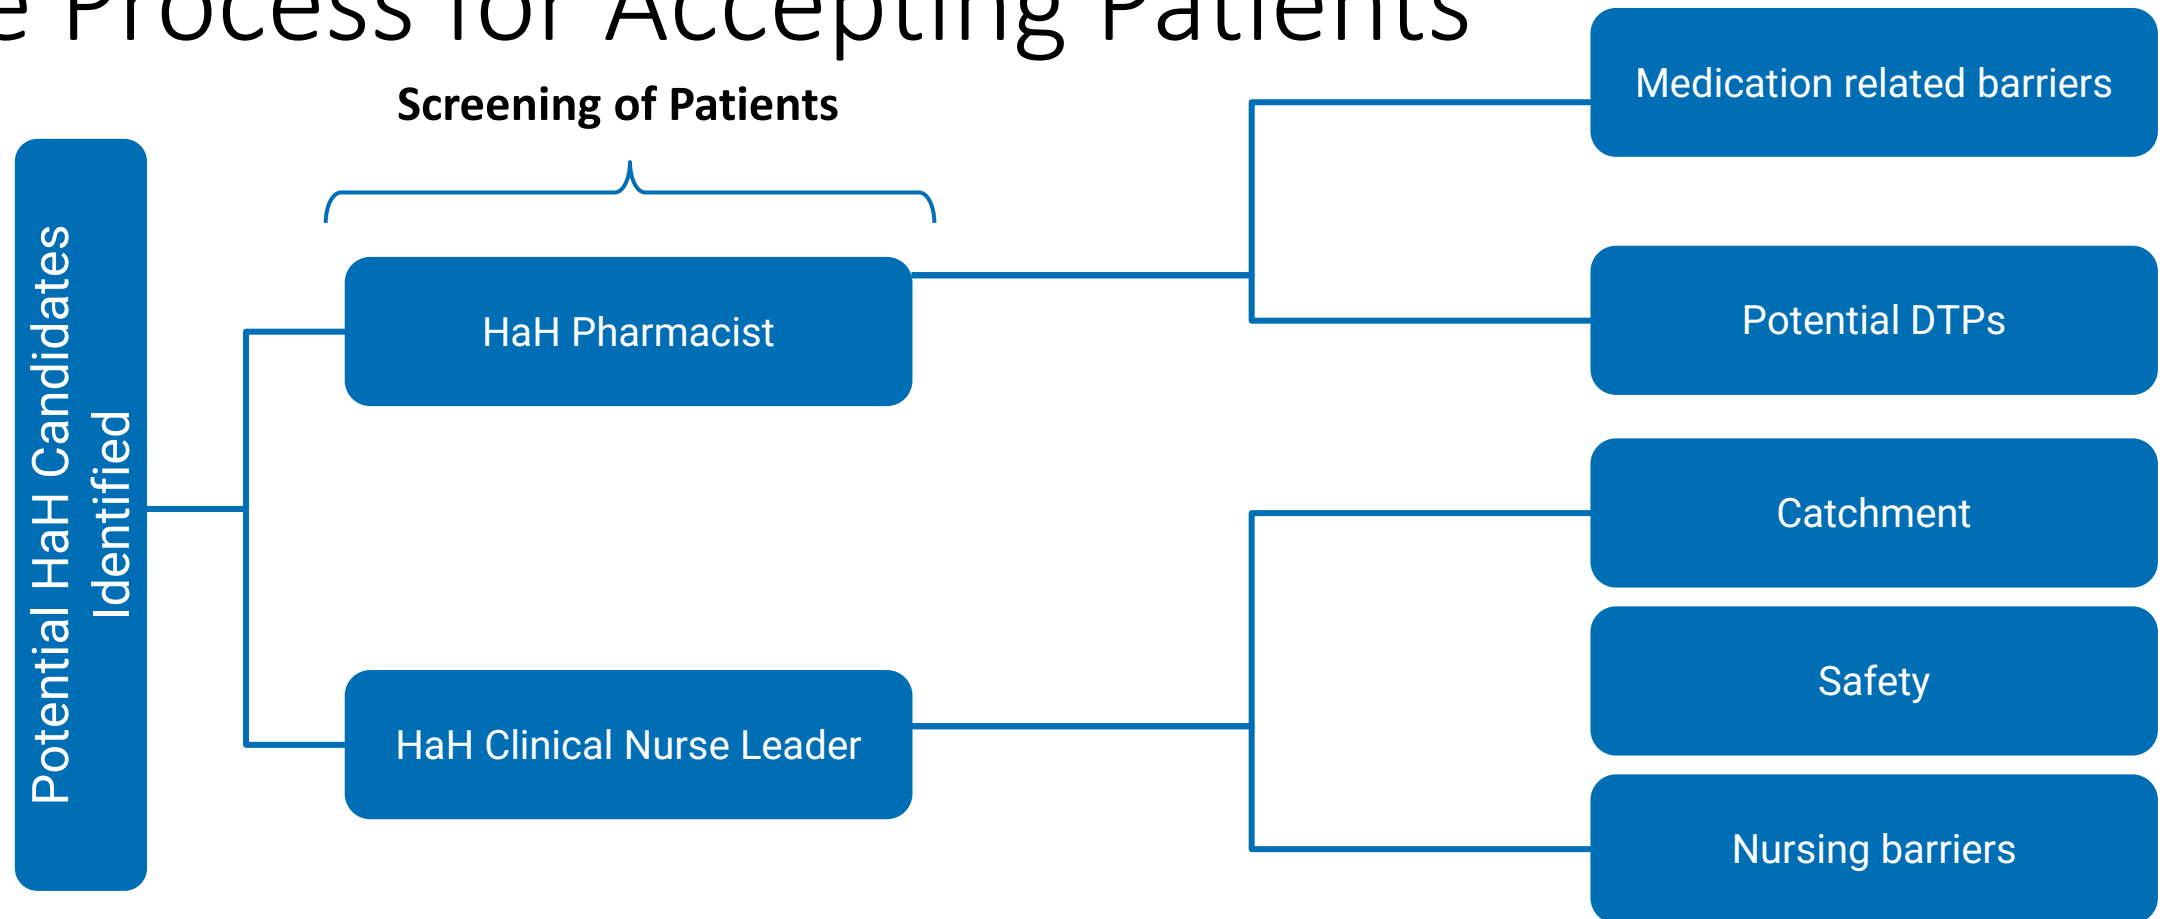 e Process for Accepting Patients
Screening of Patients
Potential HaH Candidates
Identified
HaH Pharmacist
HaH Clinical Nurse Leader
Medication related barriers
Potential DTPs
Catchment
Safety
Nursing barriers